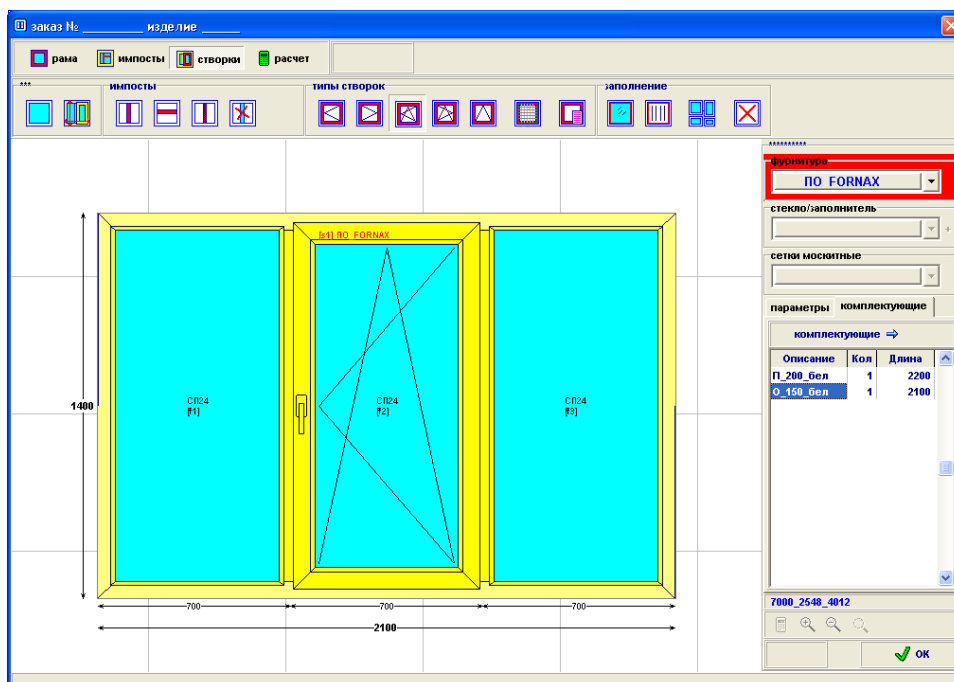 заказ № __________ изделие ______
рама импосты створки расчет
*** импосты типы створок заполнение
**********
фурнитура
ПО FORNAX
стекло/заполнитель
+
сетки москитные
параметры комплектующие
комплектующие
Описание Кол Длина
П_200_бел 1 2200
О_150_бел 1 2100
[s1] ПО FORNAX
1400
СП24
[f1]
СП24
[f2]
СП24
[f3]
700 700 700
2100
7000_2548_4012
OK